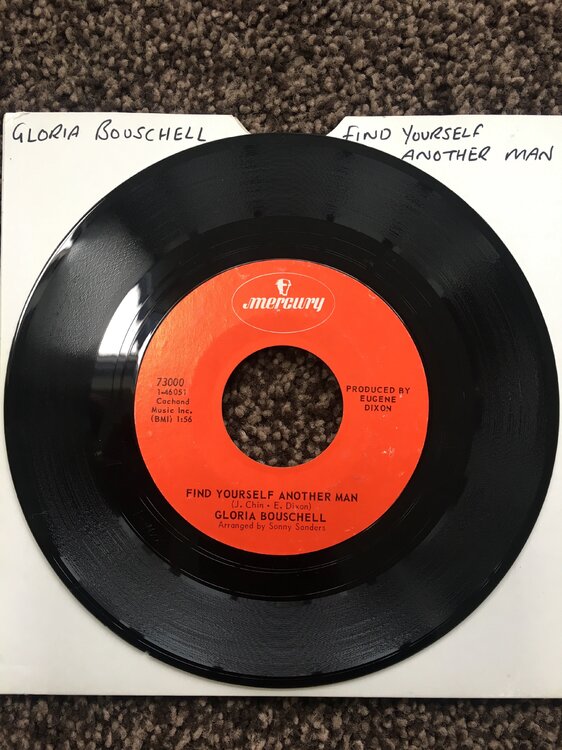 GLORIA BOUSCHELL
FIND YOURSELF
ANOTHER MAN
mercury
73000
1-46051
Cachand
Music Inc.
(BMI) 1:56
PRODUCED BY
EUGENE
DIXON
FIND YOURSELF ANOTHER MAN
(J. Chin • E. Dixon)
GLORIA BOUSCHELL
Arranged by Sonny Sanders